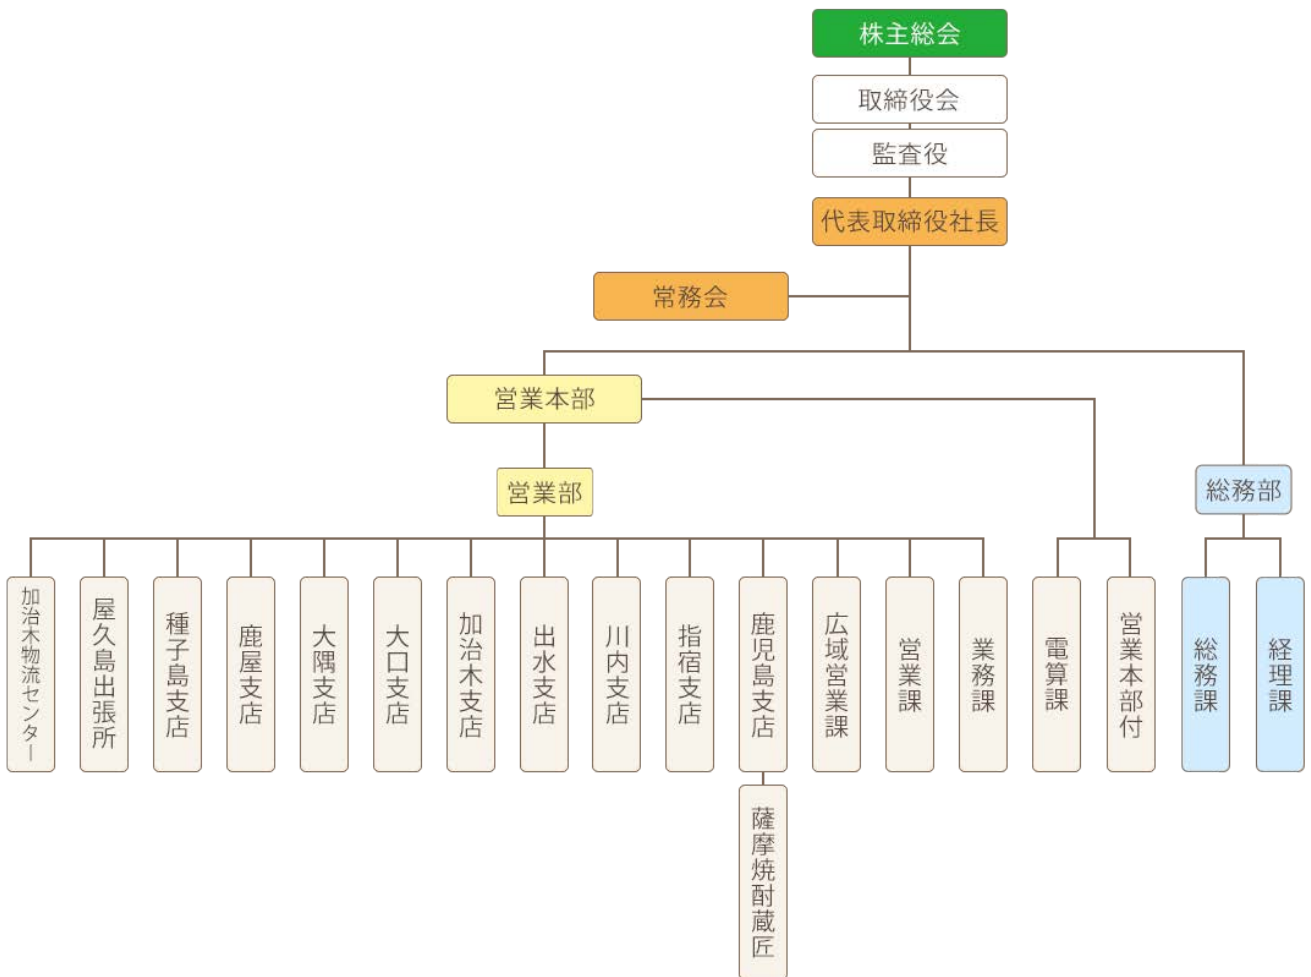 株主総会
取締役会
監査役
代表取締役社長
常務会
営業本部
営業部
総務部
加治木物流センター
屋久島出張所
種子島支店
鹿屋支店
大隅支店
大口支店
加治木支店
出水支店
川内支店
指宿支店
鹿児島支店
広域営業課
営業課
業務課
電算課
営業本部付
総務課
経理課
薩摩焼酎蔵匠